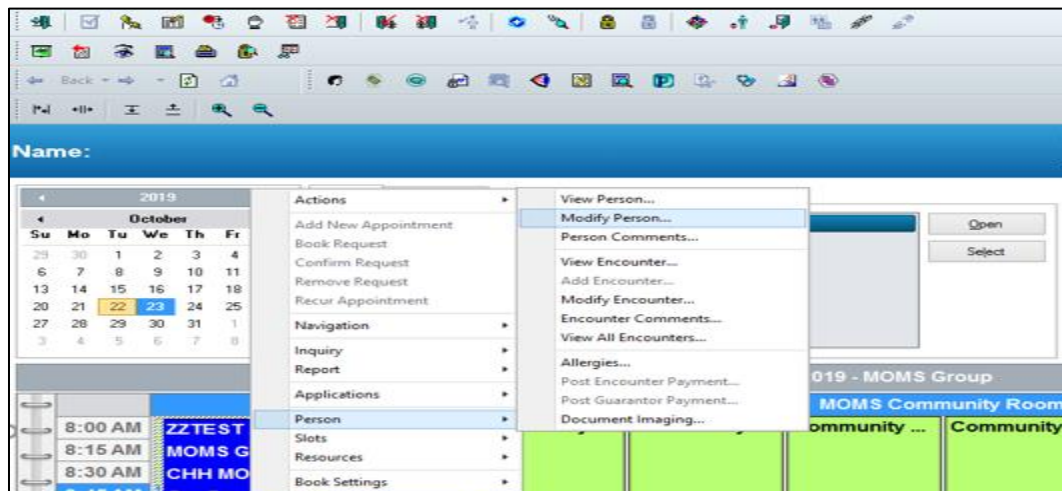 Back
Name:
2019
October
Su Mo Tu We Th Fr
29 30 1 2 3 4
6 7 8 9 10 11
13 14 15 16 17 18
20 21 22 23 24 25
27 28 29 30 31 1
3 4 5 6 7 8
Actions
Add New Appointment
Book Request
Confirm Request
Remove Request
Recur Appointment
Navigation
Inquiry
Report
Applications
Person
Slots
Resources
Book Settings
View Person...
Modify Person...
Person Comments...
View Encounter...
Add Encounter...
Modify Encounter...
Encounter Comments...
View All Encounters...
Allergies...
Post Encounter Payment...
Post Guarantor Payment...
Document Imaging...
Open
Select
019 - MOMS Group
MOMS Community Room
ommunity ... Community
8:00 AM ZZTEST
8:15 AM MOMS G
8:30 AM CHH MO